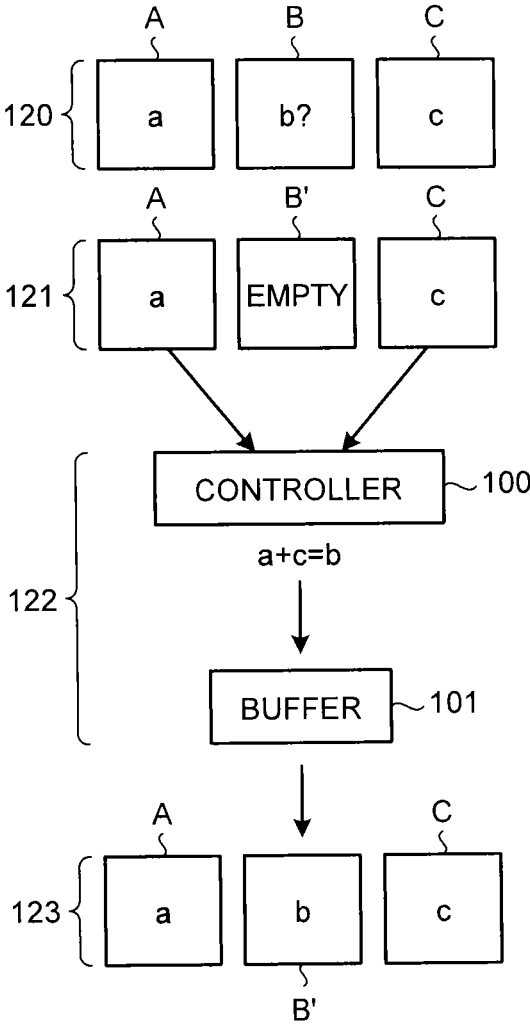 A B C
120 a b? c
A B' C
121 a EMPTY c
CONTROLLER 100
a+c=b
122
BUFFER 101
A C
123 a b c
B'